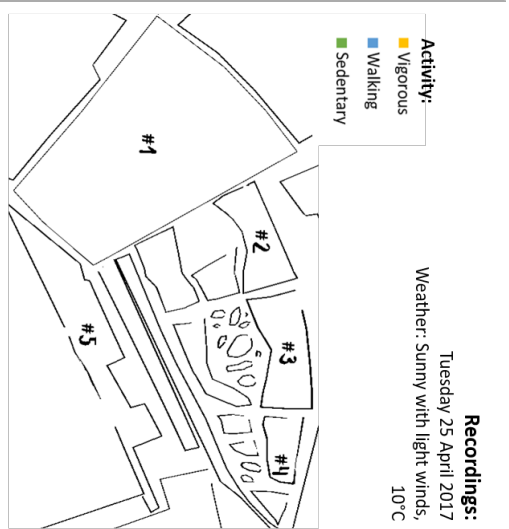 Recordings:
Tuesday 25 April 2017
Weather: Sunny with light winds,
10°C
Activity:
Vigorous
Walking
Sedentary
#1
#2
#3
#4
#5